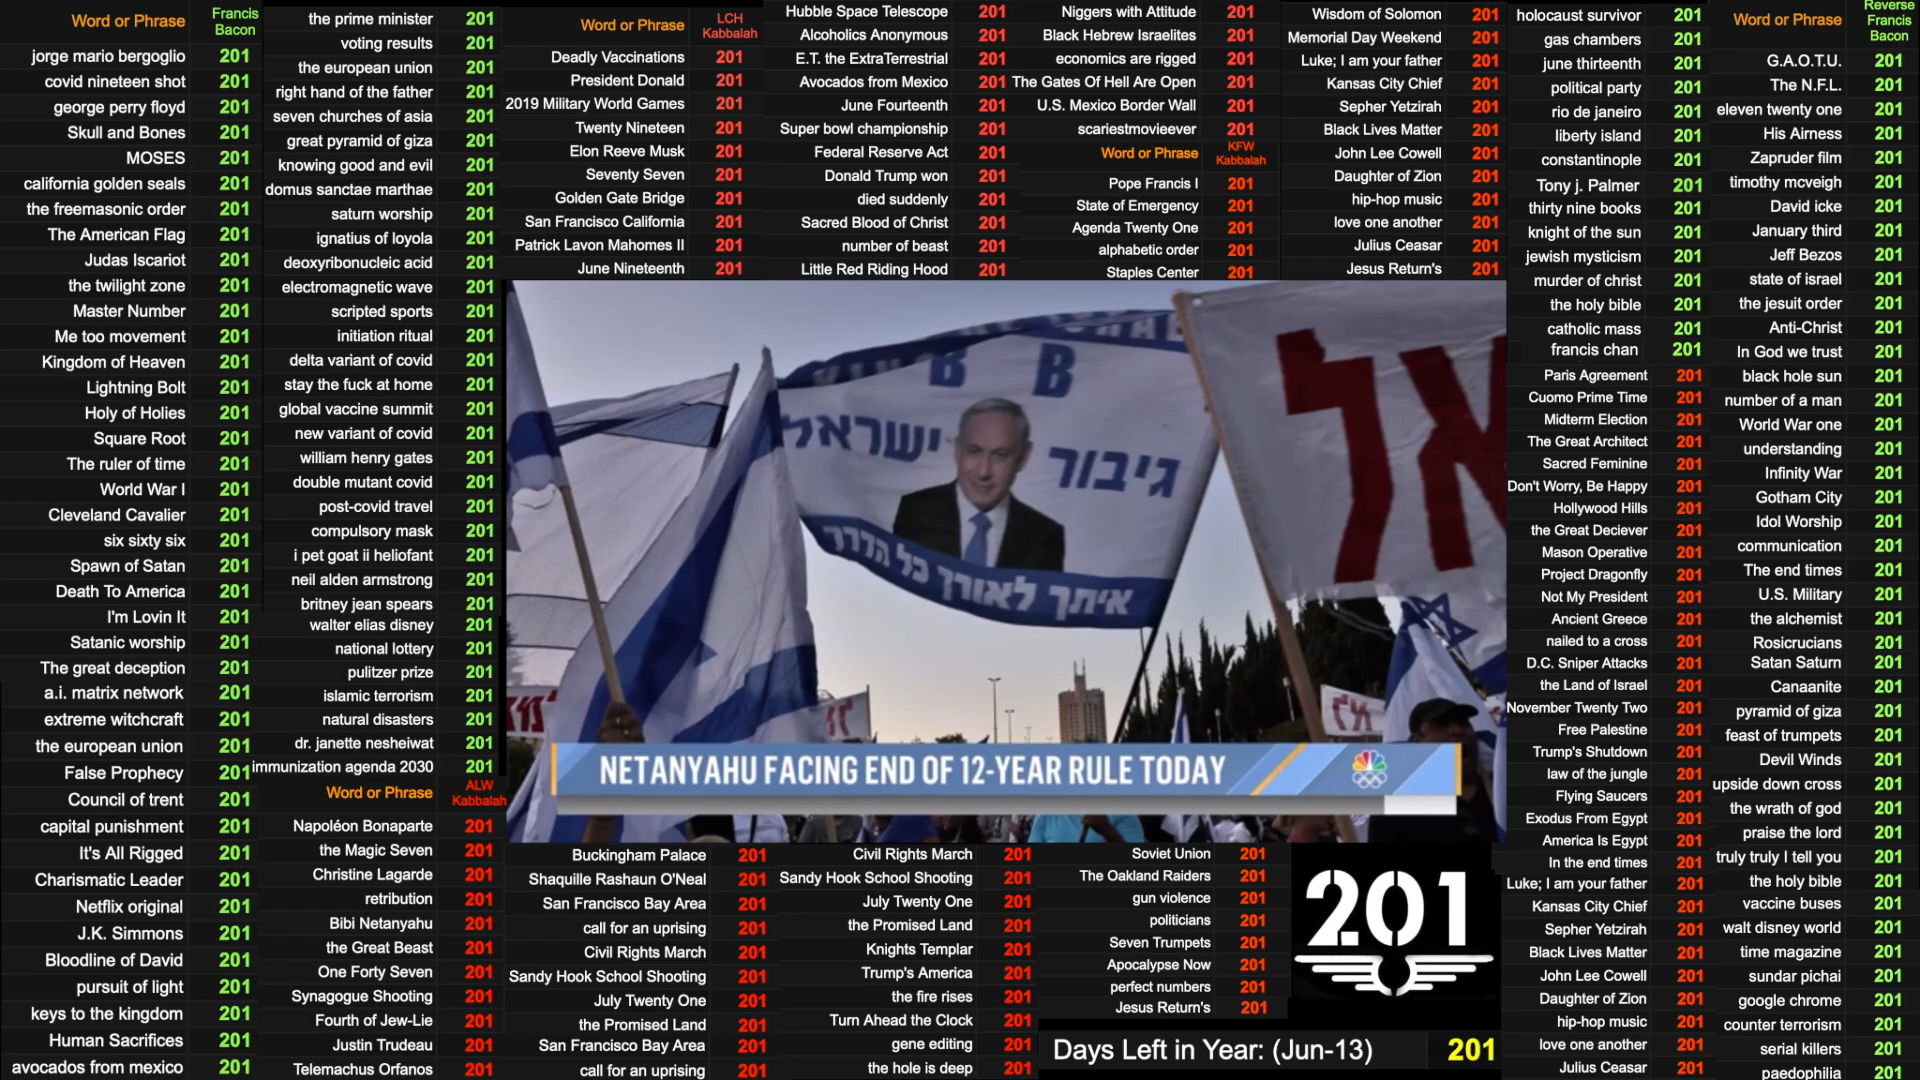 Word or Phrase Francis Bacon
jorge mario bergoglio 201
covid nineteen shot 201
george perry floyd 201
Skull and Bones 201
MOSES 201
california golden seals 201
the freemasonic order 201
The American Flag 201
Judas Iscariot 201
the twilight zone 201
Master Number 201
Me too movement 201
Kingdom of Heaven 201
Lightning Bolt 201
Holy of Holies 201
Square Root 201
The ruler of time 201
World War I 201
Cleveland Cavalier 201
six sixty six 201
Spawn of Satan 201
Death To America 201
I'm Lovin It 201
Satanic worship 201
The great deception 201
a.i. matrix network 201
extreme witchcraft 201
the european union 201
False Prophecy 201
Council of trent 201
capital punishment 201
It's All Rigged 201
Charismatic Leader 201
Netflix original 201
J.K. Simmons 201
Bloodline of David 201
pursuit of light 201
keys to the kingdom 201
Human Sacrifices 201
avocados from mexico 201
the prime minister 201
voting results 201
the european union 201
right hand of the father 201
seven churches of asia 201
great pyramid of giza 201
knowing good and evil 201
domus sanctae marthae 201
saturn worship 201
ignatius of loyola 201
deoxyribonucleic acid 201
electromagnetic wave 201
scripted sports 201
initiation ritual 201
delta variant of covid 201
stay the fuck at home 201
global vaccine summit 201
new variant of covid 201
william henry gates 201
double mutant covid 201
post-covid travel 201
compulsory mask 201
i pet goat ii heliofant 201
neil alden armstrong 201
britney jean spears 201
walter elias disney 201
national lottery 201
pulitzer prize 201
islamic terrorism 201
natural disasters 201
dr. janette nesheiwat 201
immunization agenda 2030 201
Word or Phrase ALW Kabbalah
Napoléon Bonaparte 201
the Magic Seven 201
Christine Lagarde 201
retribution 201
Bibi Netanyahu 201
the Great Beast 201
One Forty Seven 201
Synagogue Shooting 201
Fourth of Jew-Lie 201
Justin Trudeau 201
Telemachus Orfanos 201
Word or Phrase LCH Kabbalah
Deadly Vaccinations 201
President Donald 201
2019 Military World Games 201
Twenty Nineteen 201
Elon Reeve Musk 201
Seventy Seven 201
Golden Gate Bridge 201
San Francisco California 201
Patrick Lavon Mahomes II 201
June Nineteenth 201
Hubble Space Telescope 201
Alcoholics Anonymous 201
E.T. the ExtraTerrestrial 201
Avocados from Mexico 201
June Fourteenth 201
Super bowl championship 201
Federal Reserve Act 201
Donald Trump won 201
died suddenly 201
Sacred Blood of Christ 201
number of beast 201
Little Red Riding Hood 201
Niggers with Attitude 201
Black Hebrew Israelites 201
economics are rigged 201
The Gates Of Hell Are Open 201
U.S. Mexico Border Wall 201
scariestmovieever 201
Word or Phrase KFW Kabbalah
Pope Francis I 201
State of Emergency 201
Agenda Twenty One 201
alphabetic order 201
Staples Center 201
Wisdom of Solomon 201
Memorial Day Weekend 201
Luke; I am your father 201
Kansas City Chief 201
Sepher Yetzirah 201
Black Lives Matter 201
John Lee Cowell 201
Daughter of Zion 201
hip-hop music 201
love one another 201
Julius Ceasar 201
Jesus Return's 201
B B
גיבור ישראל
איתך לאורך כל הדרך
אל
NETANYAHU FACING END OF 12-YEAR RULE TODAY
Buckingham Palace 201
Shaquille Rashaun O'Neal 201
San Francisco Bay Area 201
call for an uprising 201
Civil Rights March 201
Sandy Hook School Shooting 201
July Twenty One 201
the Promised Land 201
San Francisco Bay Area 201
call for an uprising 201
Civil Rights March 201
Sandy Hook School Shooting 201
July Twenty One 201
the Promised Land 201
Knights Templar 201
Trump's America 201
the fire rises 201
Turn Ahead the Clock 201
gene editing 201
the hole is deep 201
Soviet Union 201
The Oakland Raiders 201
gun violence 201
politicians 201
Seven Trumpets 201
Apocalypse Now 201
perfect numbers 201
Jesus Return's 201
201
Days Left in Year: (Jun-13) 201
holocaust survivor 201
gas chambers 201
june thirteenth 201
political party 201
rio de janeiro 201
liberty island 201
constantinople 201
Tony j. Palmer 201
thirty nine books 201
knight of the sun 201
jewish mysticism 201
murder of christ 201
the holy bible 201
catholic mass 201
francis chan 201
Paris Agreement 201
Cuomo Prime Time 201
Midterm Election 201
The Great Architect 201
Sacred Feminine 201
Don't Worry, Be Happy 201
Hollywood Hills 201
the Great Deciever 201
Mason Operative 201
Project Dragonfly 201
Not My President 201
Ancient Greece 201
nailed to a cross 201
D.C. Sniper Attacks 201
the Land of Israel 201
November Twenty Two 201
Free Palestine 201
Trump's Shutdown 201
law of the jungle 201
Flying Saucers 201
Exodus From Egypt 201
America Is Egypt 201
In the end times 201
Luke; I am your father 201
Kansas City Chief 201
Sepher Yetzirah 201
Black Lives Matter 201
John Lee Cowell 201
Daughter of Zion 201
hip-hop music 201
love one another 201
Julius Ceasar 201
Word or Phrase Reverse Francis Bacon
G.A.O.T.U. 201
The N.F.L. 201
eleven twenty one 201
His Airness 201
Zapruder film 201
timothy mcveigh 201
David icke 201
January third 201
Jeff Bezos 201
state of israel 201
the jesuit order 201
Anti-Christ 201
In God we trust 201
black hole sun 201
number of a man 201
World War one 201
understanding 201
Infinity War 201
Gotham City 201
Idol Worship 201
communication 201
The end times 201
U.S. Military 201
the alchemist 201
Rosicrucians 201
Satan Saturn 201
Canaanite 201
pyramid of giza 201
feast of trumpets 201
Devil Winds 201
upside down cross 201
the wrath of god 201
praise the lord 201
truly truly I tell you 201
the holy bible 201
vaccine buses 201
walt disney world 201
time magazine 201
sundar pichai 201
google chrome 201
counter terrorism 201
serial killers 201
paedophilia 201